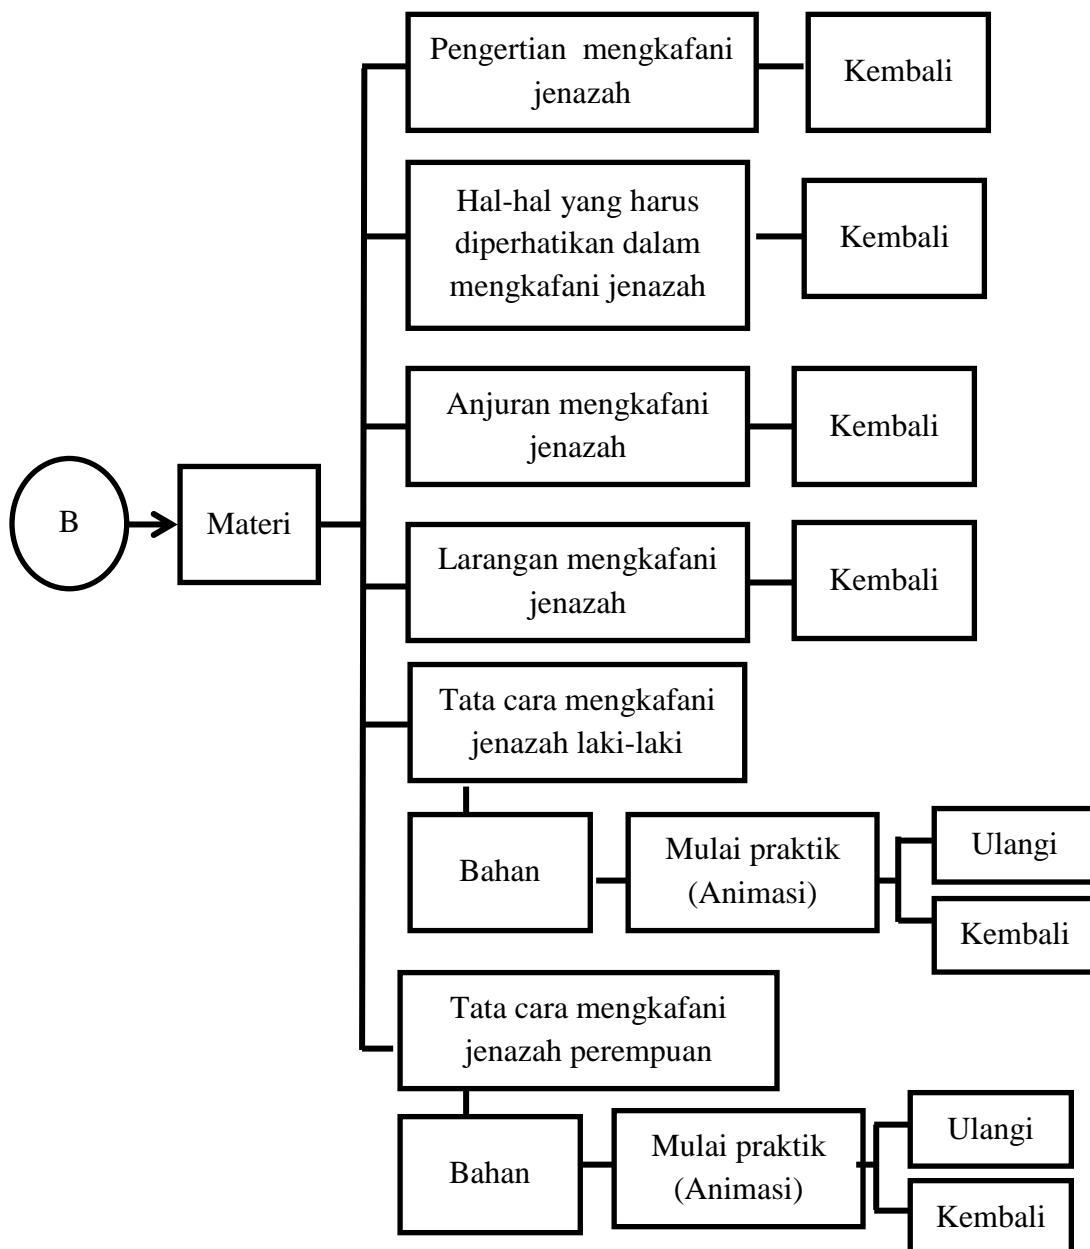 Pengertian mengkafani
jenazah
Kembali
Hal-hal yang harus
diperhatikan dalam
mengkafani jenazah
Kembali
Anjuran mengkafani
jenazah
Kembali
B
Materi
Larangan mengkafani
jenazah
Kembali
Tata cara mengkafani
jenazah laki-laki
Bahan
Mulai praktik
(Animasi)
Ulangi
Kembali
Tata cara mengkafani
jenazah perempuan
Bahan
Mulai praktik
(Animasi)
Ulangi
Kembali